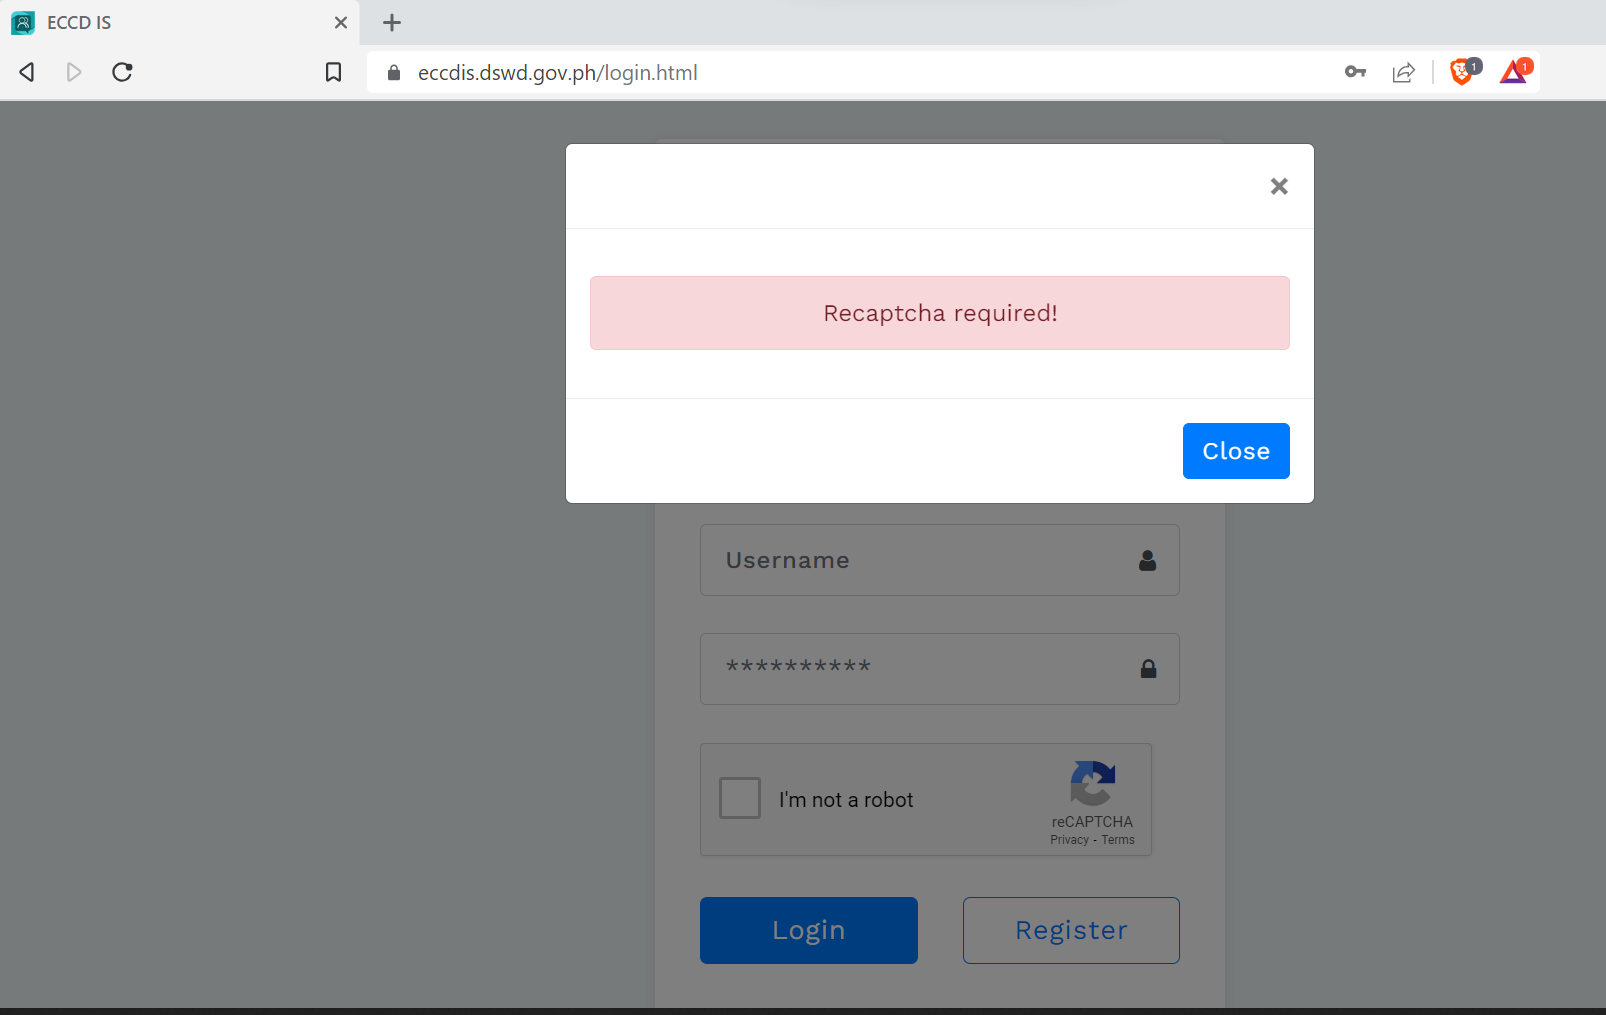 ECCD IS
eccdis.dswd.gov.ph/login.html
1
1
Recaptcha required!
Close
Username
**********
I'm not a robot
reCAPTCHA
Privacy - Terms
Login
Register